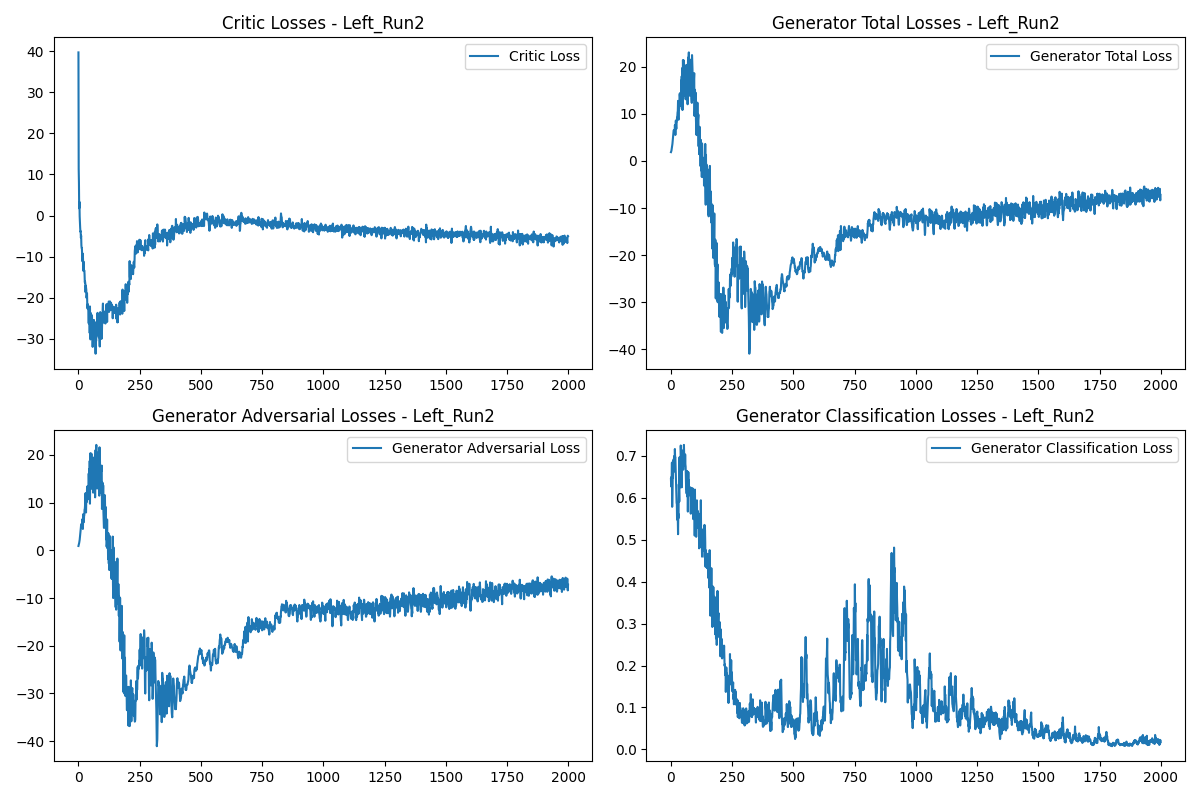 Critic Losses - Left_Run2
Critic Loss
40
30
20
10
0
−10
−20
−30
0 250 500 750 1000 1250 1500 1750 2000
Generator Total Losses - Left_Run2
Generator Total Loss
20
10
0
−10
−20
−30
−40
0 250 500 750 1000 1250 1500 1750 2000
Generator Adversarial Losses - Left_Run2
Generator Adversarial Loss
20
10
0
−10
−20
−30
−40
0 250 500 750 1000 1250 1500 1750 2000
Generator Classification Losses - Left_Run2
Generator Classification Loss
0.7
0.6
0.5
0.4
0.3
0.2
0.1
0.0
0 250 500 750 1000 1250 1500 1750 2000